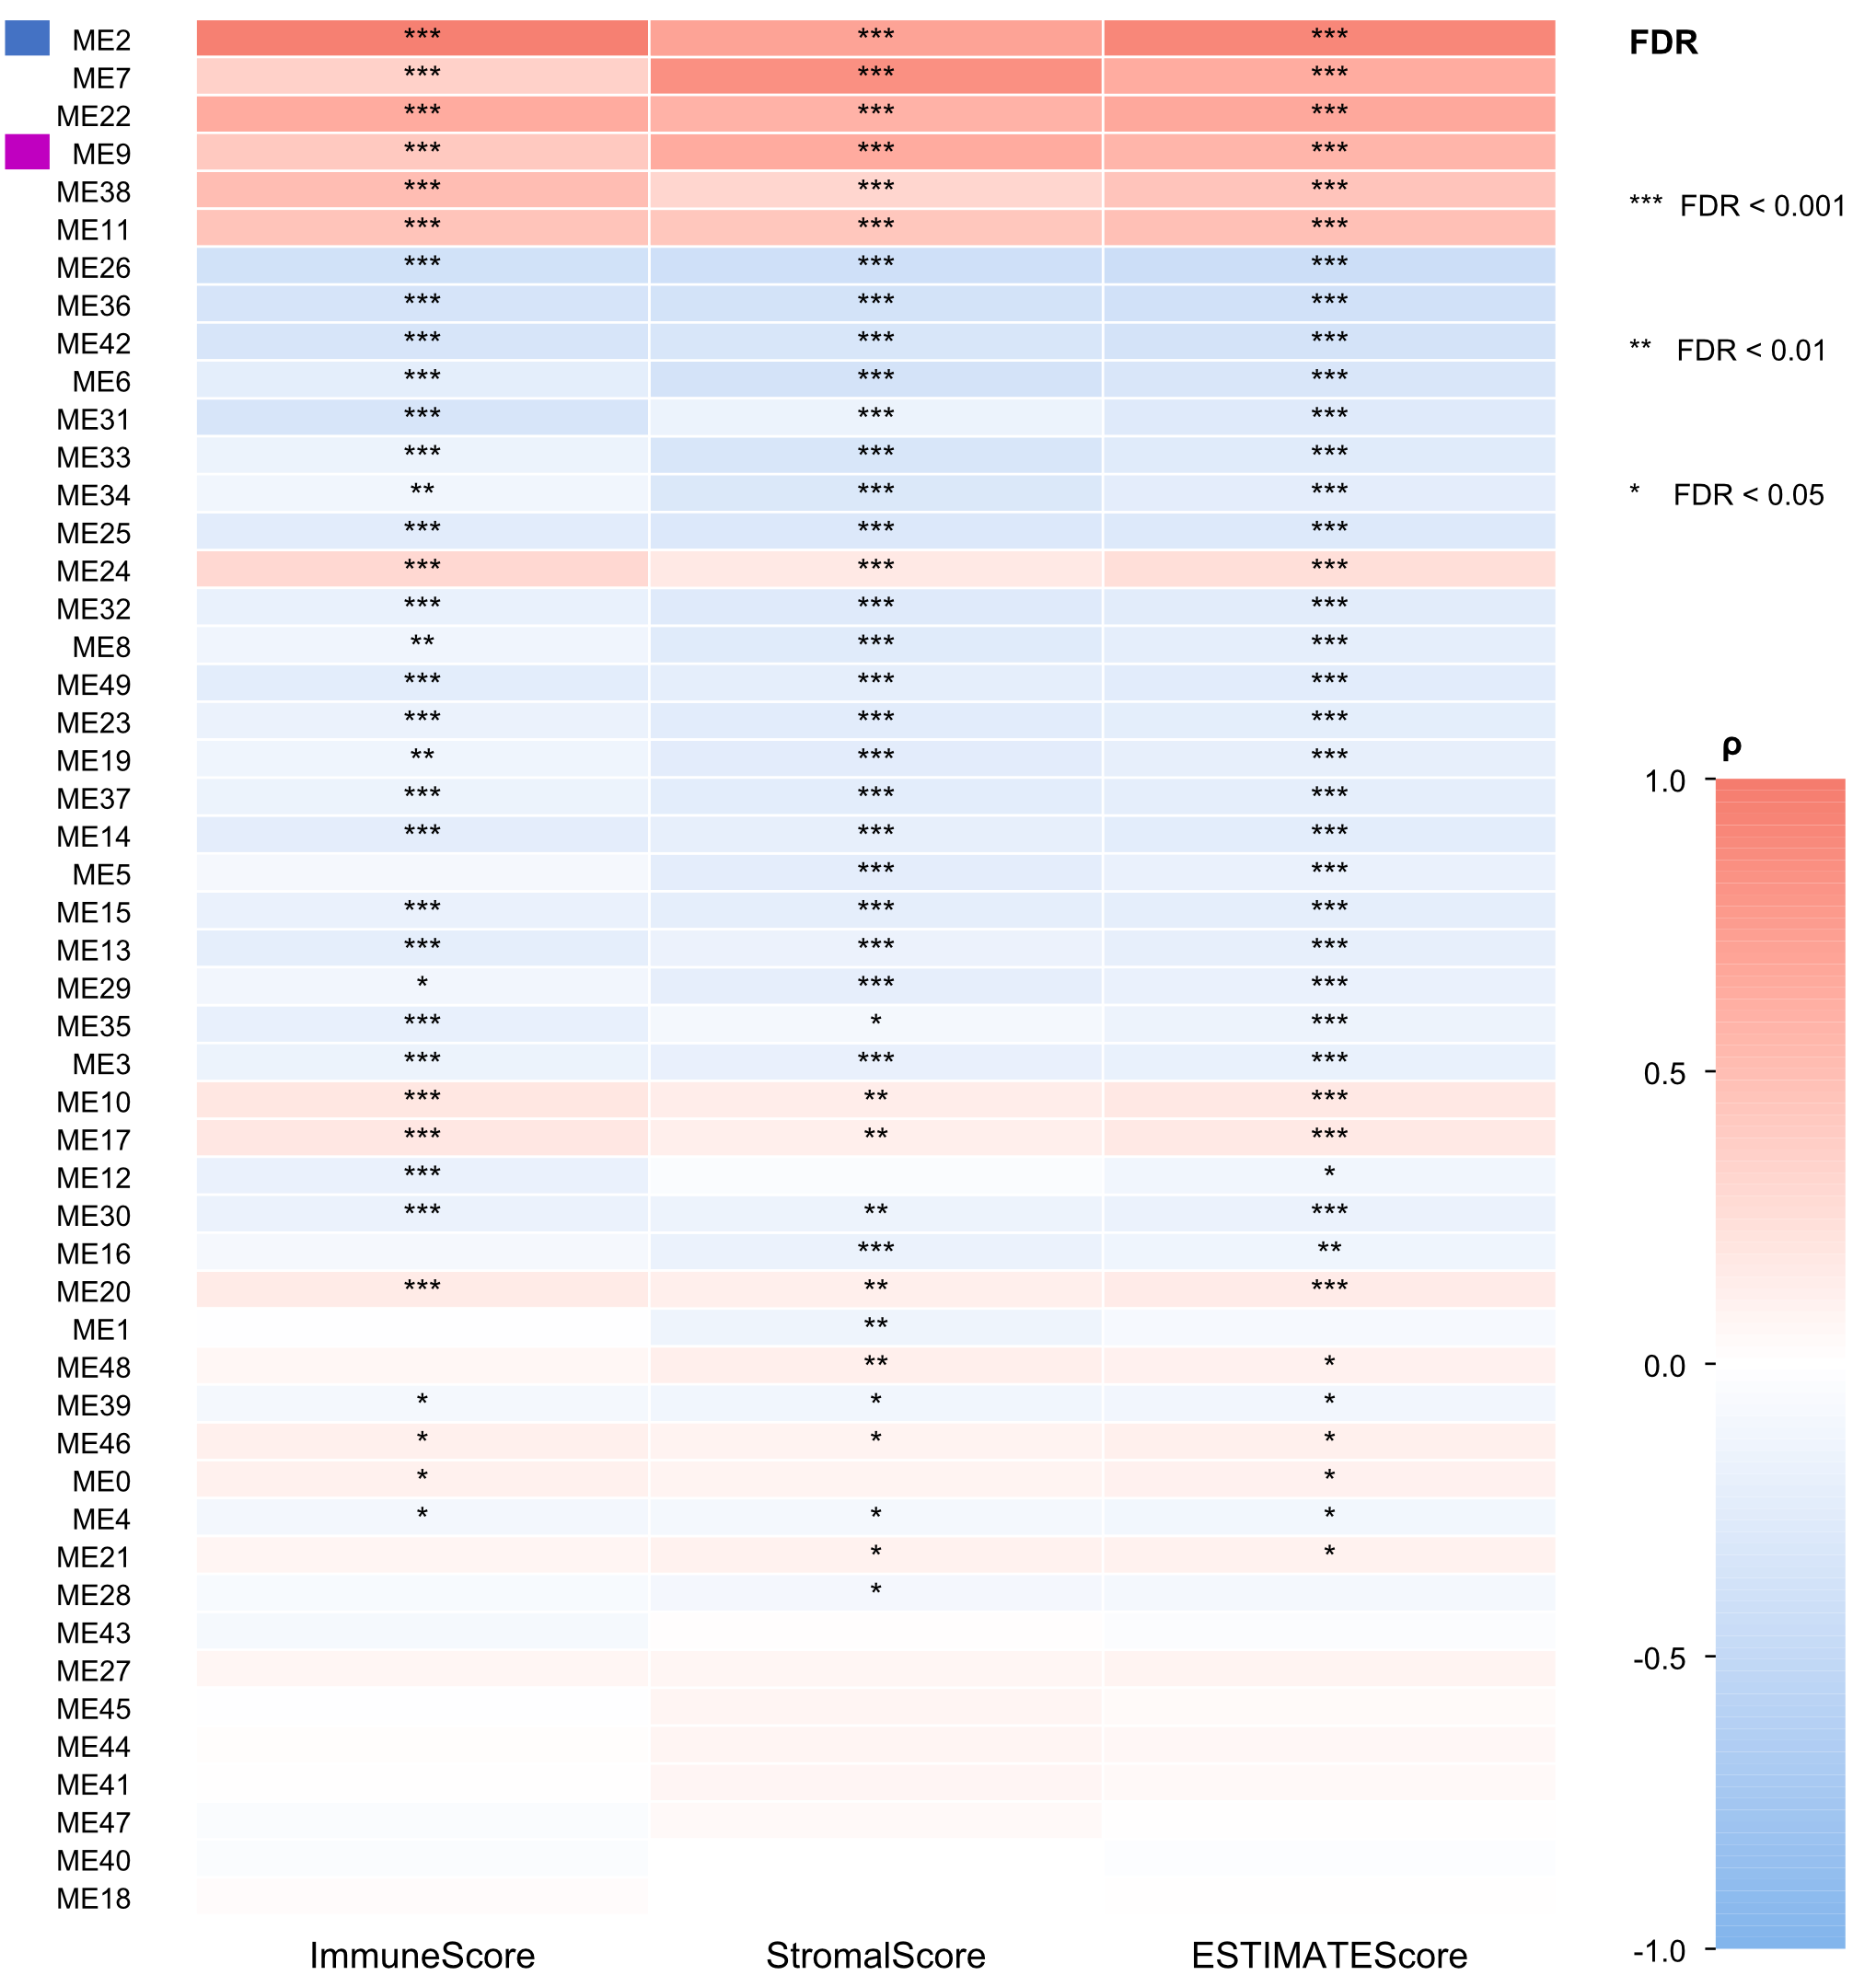 ME2 *** *** *** FDR
ME7 *** *** ***
ME22 *** *** ***
ME9 *** *** ***
ME38 *** *** *** *** FDR < 0.001
ME11 *** *** ***
ME26 *** *** ***
ME36 *** *** ***
ME42 *** *** *** ** FDR < 0.01
ME6 *** *** ***
ME31 *** *** ***
ME33 *** *** ***
ME34 ** *** *** * FDR < 0.05
ME25 *** *** ***
ME24 *** *** ***
ME32 *** *** ***
ME8 ** *** ***
ME49 *** *** ***
ME23 *** *** ***
ME19 ** *** *** ρ
ME37 *** *** *** 1.0
ME14 *** *** ***
ME5 *** ***
ME15 *** *** ***
ME13 *** *** ***
ME29 * *** ***
ME35 *** * ***
ME3 *** *** *** 0.5
ME10 *** ** ***
ME17 *** ** ***
ME12 *** *
ME30 *** ** ***
ME16 *** **
ME20 *** ** ***
ME1 **
ME48 ** * 0.0
ME39 * * *
ME46 * * *
ME0 * *
ME4 * * *
ME21 * *
ME28 *
ME43
ME27 -0.5
ME45
ME44
ME41
ME47
ME40
ME18
ImmuneScore StromalScore ESTIMATEScore -1.0